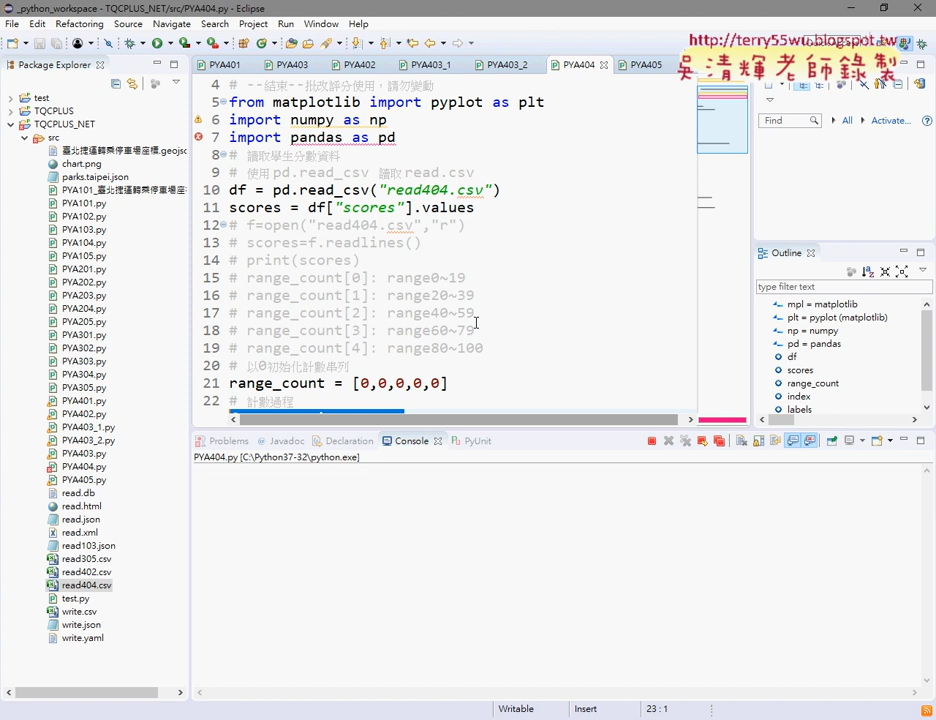 _python_workspace - TQCPLUS_NET/src/PYA404.py - Eclipse
File Edit Refactoring Source Navigate Search Project Run Window Help
http://terry55wu.blogspot.tw
吳清輝老師錄製
Package Explorer
PYA401 PYA403 PYA402 PYA403_1 PYA403_2 PYA404 PYA405
test
TQCPLUS
TQCPLUS_NET
src
臺北捷運轉乘停車場座標.geojsc
chart.png
parks.taipei.json
PYA101_臺北捷運轉乘停車場座
PYA101.py
PYA102.py
PYA103.py
PYA104.py
PYA105.py
PYA201.py
PYA202.py
PYA203.py
PYA204.py
PYA205.py
PYA301.py
PYA302.py
PYA303.py
PYA304.py
PYA305.py
PYA401.py
PYA402.py
PYA403_1.py
PYA403_2.py
PYA403.py
PYA404.py
PYA405.py
read.db
read.html
read.json
read.xml
read103.json
read305.csv
read402.csv
read404.csv
test.py
write.csv
write.json
write.yaml
4 # --結束--批改評分使用，請勿變動
5 from matplotlib import pyplot as plt
6 import numpy as np
7 import pandas as pd
8 # 讀取學生分數資料
9 # 使用pd.read_csv 讀取read.csv
10 df = pd.read_csv("read404.csv")
11 scores = df["scores"].values
12 # f=open("read404.csv","r")
13 # scores=f.readlines()
14 # print(scores)
15 # range_count[0]: range0~19
16 # range_count[1]: range20~39
17 # range_count[2]: range40~59
18 # range_count[3]: range60~79
19 # range_count[4]: range80~100
20 # 以0初始化計數串列
21 range_count = [0,0,0,0,0]
22 # 計數過程
Find All Activate...
Outline
type filter text
mpl = matplotlib
plt = pyplot (matplotlib)
np = numpy
pd = pandas
df
scores
range_count
index
labels
Problems Javadoc Declaration Console PyUnit
PYA404.py [C:\Python37-32\python.exe]
Writable Insert 23 : 1